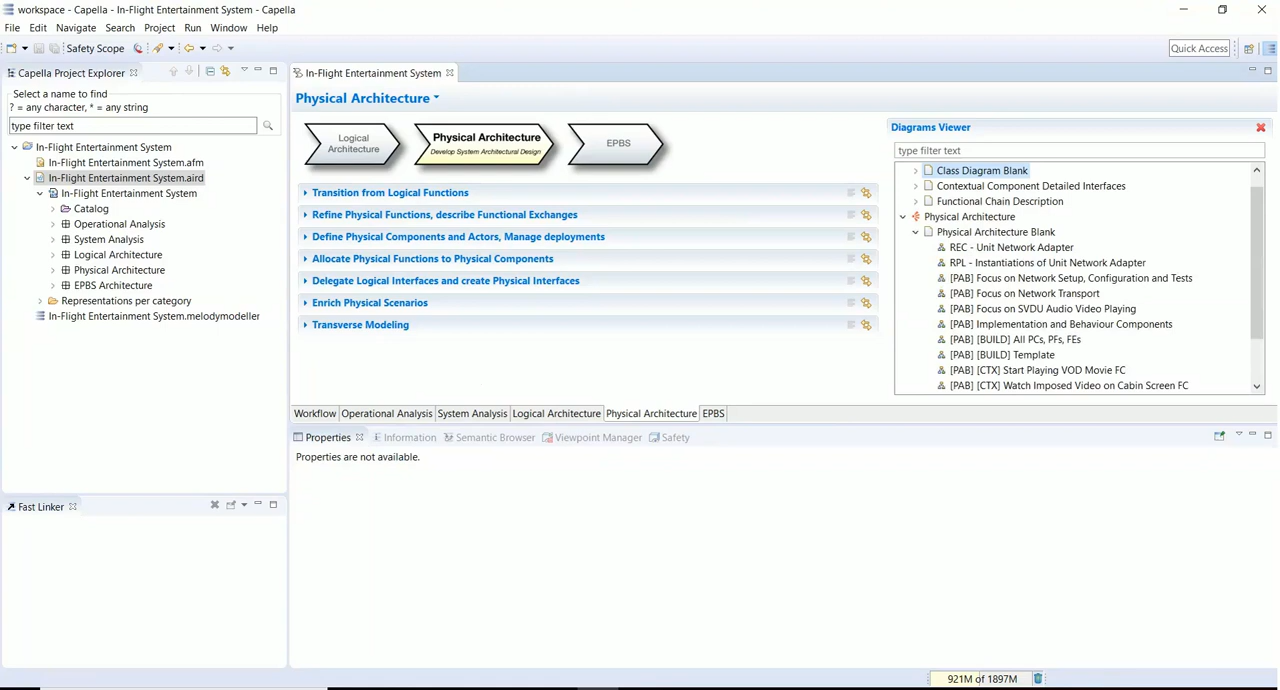 workspace - Capella - In-Flight Entertainment System - Capella
File Edit Navigate Search Project Run Window Help
Safety Scope
Quick Access
Capella Project Explorer
Select a name to find
? = any character, * = any string
type filter text
In-Flight Entertainment System
In-Flight Entertainment System.afm
In-Flight Entertainment System.aird
In-Flight Entertainment System
Catalog
Operational Analysis
System Analysis
Logical Architecture
Physical Architecture
EPBS Architecture
Representations per category
In-Flight Entertainment System.melodymodeller
Fast Linker
In-Flight Entertainment System
Physical Architecture
Logical
Architecture
Physical Architecture
Develop System Architectural Design
EPBS
Transition from Logical Functions
Refine Physical Functions, describe Functional Exchanges
Define Physical Components and Actors, Manage deployments
Allocate Physical Functions to Physical Components
Delegate Logical Interfaces and create Physical Interfaces
Enrich Physical Scenarios
Transverse Modeling
Diagrams Viewer
type filter text
Class Diagram Blank
Contextual Component Detailed Interfaces
Functional Chain Description
Physical Architecture
Physical Architecture Blank
REC - Unit Network Adapter
RPL - Instantiations of Unit Network Adapter
[PAB] Focus on Network Setup, Configuration and Tests
[PAB] Focus on Network Transport
[PAB] Focus on SVDU Audio Video Playing
[PAB] Implementation and Behaviour Components
[PAB] [BUILD] All PCs, PFs, FEs
[PAB] [BUILD] Template
[PAB] [CTX] Start Playing VOD Movie FC
[PAB] [CTX] Watch Imposed Video on Cabin Screen FC
Workflow Operational Analysis System Analysis Logical Architecture Physical Architecture EPBS
Properties Information Semantic Browser Viewpoint Manager Safety
Properties are not available.
921M of 1897M